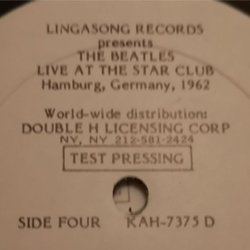 LINGASONG RECORDS
presents
THE BEATLES
LIVE AT THE STAR CLUB
Hamburg, Germany, 1962
World-wide distribution:
DOUBLE H LICENSING CORP
NY, NY 212-581-2424
TEST PRESSING
SIDE FOUR KAH-7375 D